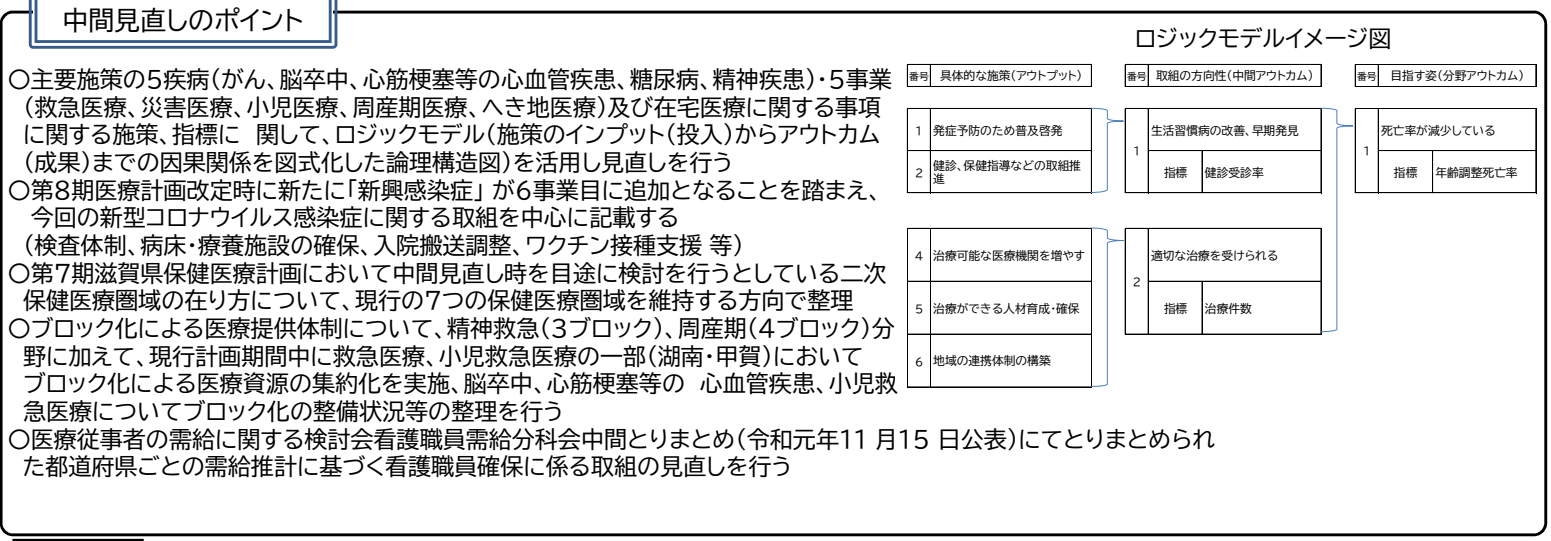 中間見直しのポイント
○主要施策の5疾病(がん、脳卒中、心筋梗塞等の心血管疾患、糖尿病、精神疾患)・5事業
(救急医療、災害医療、小児医療、周産期医療、へき地医療)及び在宅医療に関する事項
に関する施策、指標に 関して、ロジックモデル(施策のインプット(投入)からアウトカム
(成果)までの因果関係を図式化した論理構造図)を活用し見直しを行う
○第8期医療計画改定時に新たに「新興感染症」 が6事業目に追加となることを踏まえ、
今回の新型コロナウイルス感染症に関する取組を中心に記載する
(検査体制、病床・療養施設の確保、入院搬送調整、ワクチン接種支援 等)
○第7期滋賀県保健医療計画において中間見直し時を目途に検討を行うとしている二次
保健医療圏域の在り方について、現行の7つの保健医療圏域を維持する方向で整理
○ブロック化による医療提供体制について、精神救急(3ブロック)、周産期(4ブロック)分
野に加えて、現行計画期間中に救急医療、小児救急医療の一部(湖南・甲賀)において
ブロック化による医療資源の集約化を実施、脳卒中、心筋梗塞等の 心血管疾患、小児救
急医療についてブロック化の整備状況等の整理を行う
○医療従事者の需給に関する検討会看護職員需給分科会中間とりまとめ(令和元年11 月15 日公表)にてとりまとめられ
た都道府県ごとの需給推計に基づく看護職員確保に係る取組の見直しを行う
ロジックモデルイメージ図
番号 具体的な施策(アウトプット)
1 発症予防のため普及啓発
2 健診、保健指導などの取組推
進
4 治療可能な医療機関を増やす
5 治療ができる人材育成・確保
6 地域の連携体制の構築
番号 取組の方向性(中間アウトカム)
1 生活習慣病の改善、早期発見
指標 健診受診率
2 適切な治療を受けられる
指標 治療件数
番号 目指す姿(分野アウトカム)
1 死亡率が減少している
指標 年齢調整死亡率